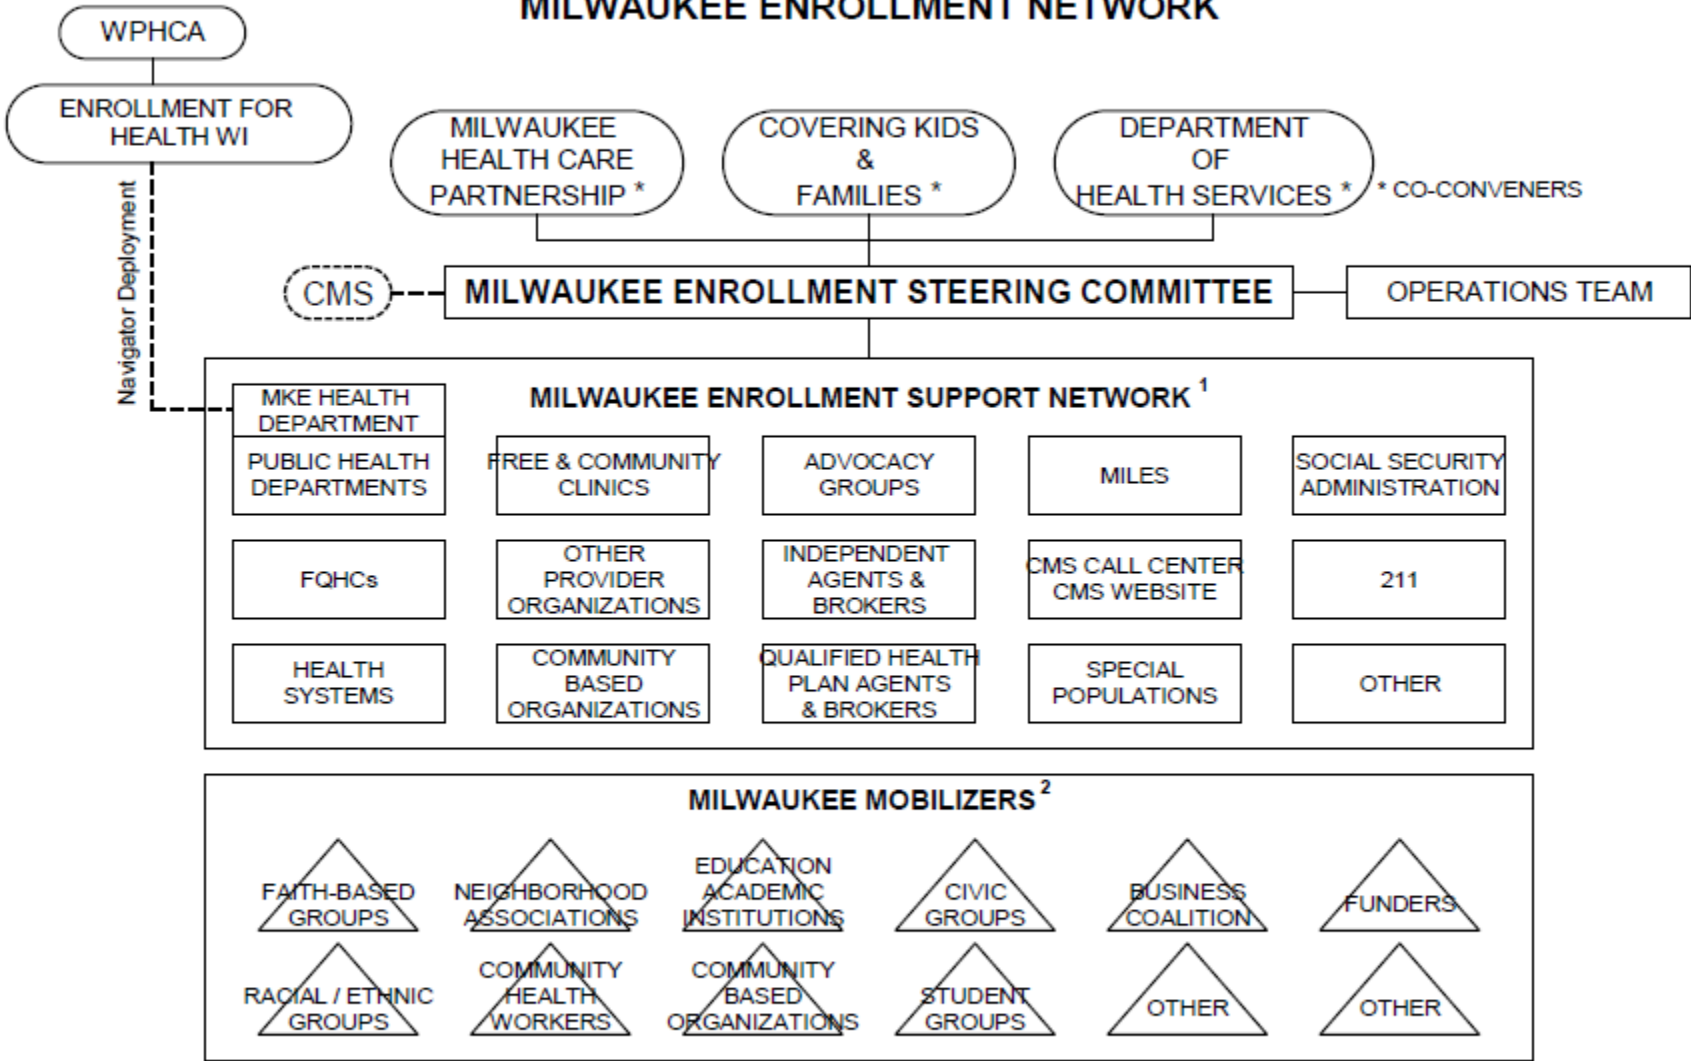 MILWAUKEE ENROLLMENT NETWORK
WPHCA
ENROLLMENT FOR
HEALTH WI
Navigator Deployment
MILWAUKEE
HEALTH CARE
PARTNERSHIP *
COVERING KIDS
&
FAMILIES *
DEPARTMENT
OF
HEALTH SERVICES *
* CO-CONVENERS
CMS
MILWAUKEE ENROLLMENT STEERING COMMITTEE
OPERATIONS TEAM
MILWAUKEE ENROLLMENT SUPPORT NETWORK 1
MKE HEALTH
DEPARTMENT
PUBLIC HEALTH
DEPARTMENTS
FREE & COMMUNITY
CLINICS
ADVOCACY
GROUPS
MILES
SOCIAL SECURITY
ADMINISTRATION
FQHCs
OTHER
PROVIDER
ORGANIZATIONS
INDEPENDENT
AGENTS &
BROKERS
CMS CALL CENTER
CMS WEBSITE
211
HEALTH
SYSTEMS
COMMUNITY
BASED
ORGANIZATIONS
QUALIFIED HEALTH
PLAN AGENTS
& BROKERS
SPECIAL
POPULATIONS
OTHER
MILWAUKEE MOBILIZERS 2
FAITH-BASED
GROUPS
NEIGHBORHOOD
ASSOCIATIONS
EDUCATION
ACADEMIC
INSTITUTIONS
CIVIC
GROUPS
BUSINESS
COALITION
FUNDERS
RACIAL / ETHNIC
GROUPS
COMMUNITY
HEALTH
WORKERS
COMMUNITY
BASED
ORGANIZATIONS
STUDENT
GROUPS
OTHER
OTHER